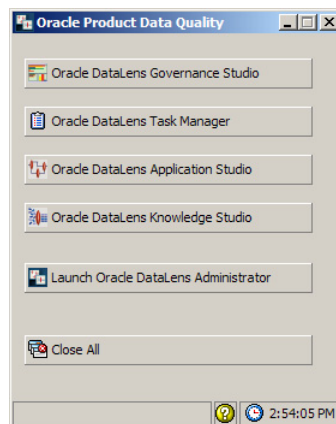 Oracle Product Data Quality
Oracle DataLens Governance Studio
Oracle DataLens Task Manager
Oracle DataLens Application Studio
Oracle DataLens Knowledge Studio
Launch Oracle DataLens Administrator
Close All
2:54:05 PM